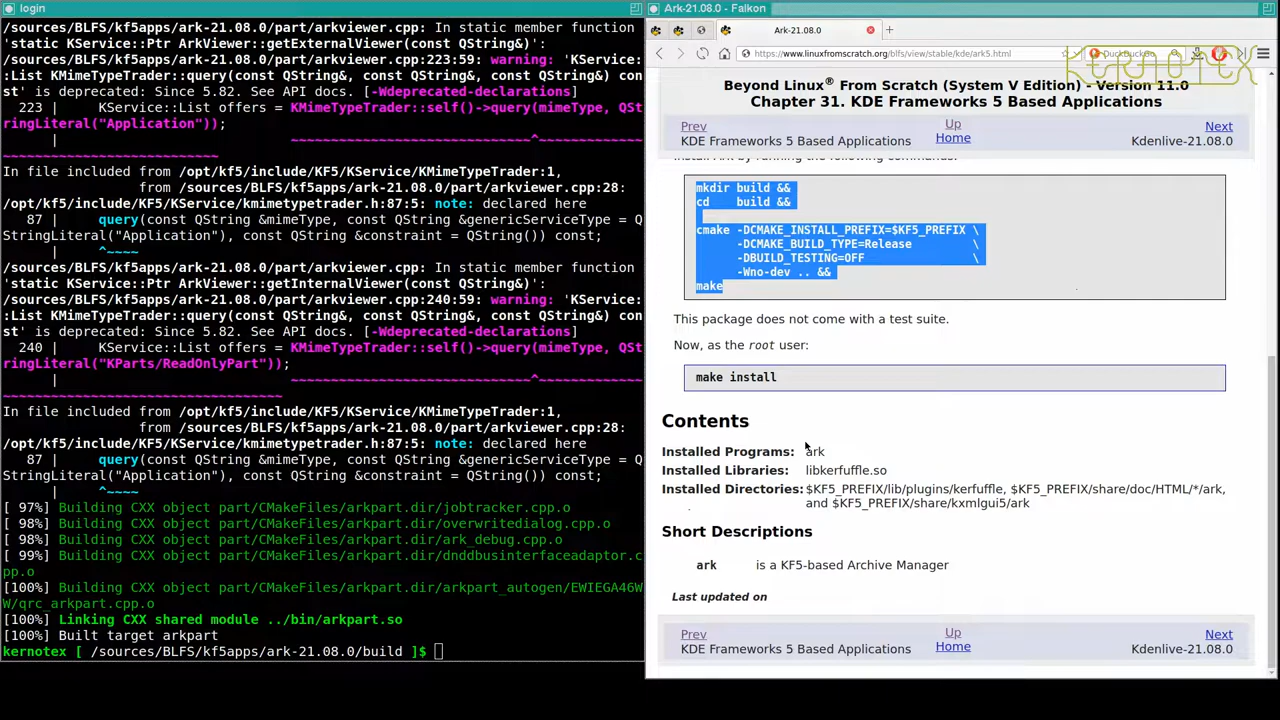 login
/sources/BLFS/kf5apps/ark-21.08.0/part/arkviewer.cpp: In static member function
'static KService::Ptr ArkViewer::getExternalViewer(const QString&)':
/sources/BLFS/kf5apps/ark-21.08.0/part/arkviewer.cpp:223:59: warning: 'KService:
:List KMimeTypeTrader::query(const QString&, const QString&, const QString&) con
st' is deprecated: Since 5.82. See API docs. [-Wdeprecated-declarations]
223 | KService::List offers = KMimeTypeTrader::self()->query(mimeType, QSt
ringLiteral("Application"));
| ~~~~~~~~~~~~~~~~~~~~~~~~~~~~~~^~~~~~~~~~~~~~
~~~~~~~~~~~~~~~~~~~~~~~~~~~
In file included from /opt/kf5/include/KF5/KService/KMimeTypeTrader:1,
from /sources/BLFS/kf5apps/ark-21.08.0/part/arkviewer.cpp:28:
/opt/kf5/include/KF5/KService/kmimetypetrader.h:87:5: note: declared here
87 | query(const QString &mimeType, const QString &genericServiceType = Q
StringLiteral("Application"), const QString &constraint = QString()) const;
| ^~~~~
/sources/BLFS/kf5apps/ark-21.08.0/part/arkviewer.cpp: In static member function
'static KService::Ptr ArkViewer::getInternalViewer(const QString&)':
/sources/BLFS/kf5apps/ark-21.08.0/part/arkviewer.cpp:240:59: warning: 'KService:
:List KMimeTypeTrader::query(const QString&, const QString&, const QString&) con
st' is deprecated: Since 5.82. See API docs. [-Wdeprecated-declarations]
240 | KService::List offers = KMimeTypeTrader::self()->query(mimeType, QSt
ringLiteral("KParts/ReadOnlyPart"));
| ~~~~~~~~~~~~~~~~~~~~~~~~~~~~~~^~~~~~~~~~~~~~
~~~~~~~~~~~~~~~~~~~~~~~~~~~~~~~~~~~
In file included from /opt/kf5/include/KF5/KService/KMimeTypeTrader:1,
from /sources/BLFS/kf5apps/ark-21.08.0/part/arkviewer.cpp:28:
/opt/kf5/include/KF5/KService/kmimetypetrader.h:87:5: note: declared here
87 | query(const QString &mimeType, const QString &genericServiceType = Q
StringLiteral("Application"), const QString &constraint = QString()) const;
| ^~~~~
[ 97%] Building CXX object part/CMakeFiles/arkpart.dir/jobtracker.cpp.o
[ 98%] Building CXX object part/CMakeFiles/arkpart.dir/overwritedialog.cpp.o
[ 98%] Building CXX object part/CMakeFiles/arkpart.dir/ark_debug.cpp.o
[ 99%] Building CXX object part/CMakeFiles/arkpart.dir/dnddbusinterfaceadaptor.c
pp.o
[100%] Building CXX object part/CMakeFiles/arkpart.dir/arkpart_autogen/EWIEGA46W
W/qrc_arkpart.cpp.o
[100%] Linking CXX shared module ../bin/arkpart.so
[100%] Built target arkpart
kernotex [ /sources/BLFS/kf5apps/ark-21.08.0/build ]$
Ark-21.08.0 - Falkon
Ark-21.08.0
https://www.linuxfromscratch.org/blfs/view/stable/kde/ark5.html
DuckDuckGo
KERNOTEX
Beyond Linux® From Scratch (System V Edition) - Version 11.0
Chapter 31. KDE Frameworks 5 Based Applications
Prev Up Next
KDE Frameworks 5 Based Applications Home Kdenlive-21.08.0
Install Ark by running the following commands:
mkdir build &&
cd build &&
cmake -DCMAKE_INSTALL_PREFIX=$KF5_PREFIX \
-DCMAKE_BUILD_TYPE=Release \
-DBUILD_TESTING=OFF \
-Wno-dev .. &&
make
This package does not come with a test suite.
Now, as the root user:
make install
Contents
Installed Programs: ark
Installed Libraries: libkerfuffle.so
Installed Directories: $KF5_PREFIX/lib/plugins/kerfuffle, $KF5_PREFIX/share/doc/HTML/*/ark,
and $KF5_PREFIX/share/kxmlgui5/ark
Short Descriptions
ark is a KF5-based Archive Manager
Last updated on
Prev Up Next
KDE Frameworks 5 Based Applications Home Kdenlive-21.08.0